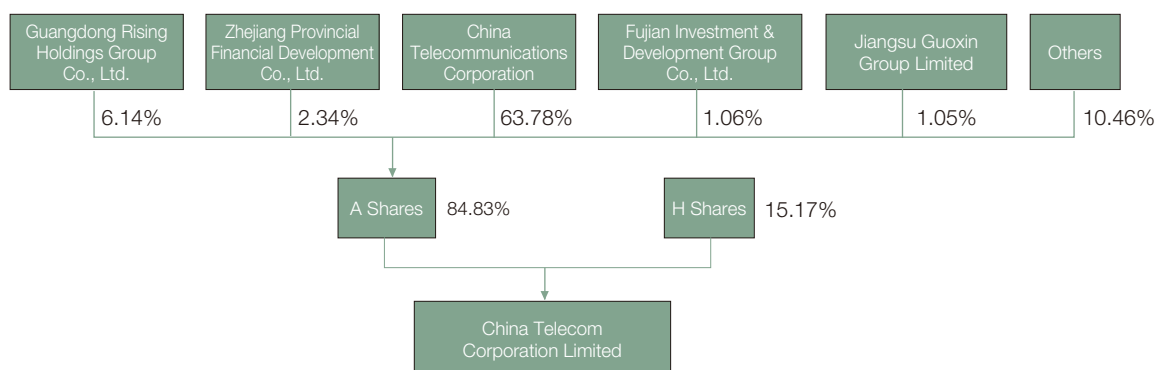 Guangdong Rising
Holdings Group
Co., Ltd.
Zhejiang Provincial
Financial Development
Co., Ltd.
China
Telecommunications
Corporation
Fujian Investment &
Development Group
Co., Ltd.
Jiangsu Guoxin
Group Limited
Others
6.14%
2.34%
63.78%
1.06%
1.05%
10.46%
A Shares
84.83%
H Shares
15.17%
China Telecom
Corporation Limited